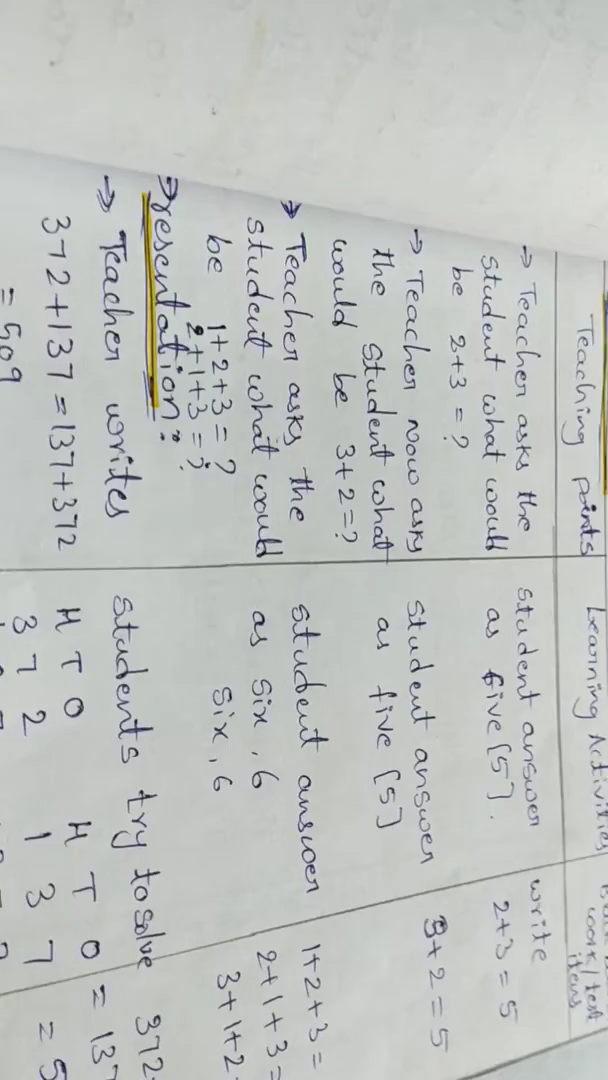 Teaching points
Learning Activities
work/test
items
→ Teacher asks the
student what would
be 2+3=?
student answer
as five [5].
write
2+3=5
→ Teacher now asks
the student what
would be 3+2=?
student answer
as five [5]
3+2=5
→ Teacher asks the
student what would
be 1+2+3=?
2+1+3=?
student answer
as six, 6
six, 6
1+2+3=
2+1+3=
3+1+2
Presentation:
→ Teacher writes
372+137=137+372
=509
students try to solve
H T O H T O
3 7 2 1 3 7
372
=137
=5